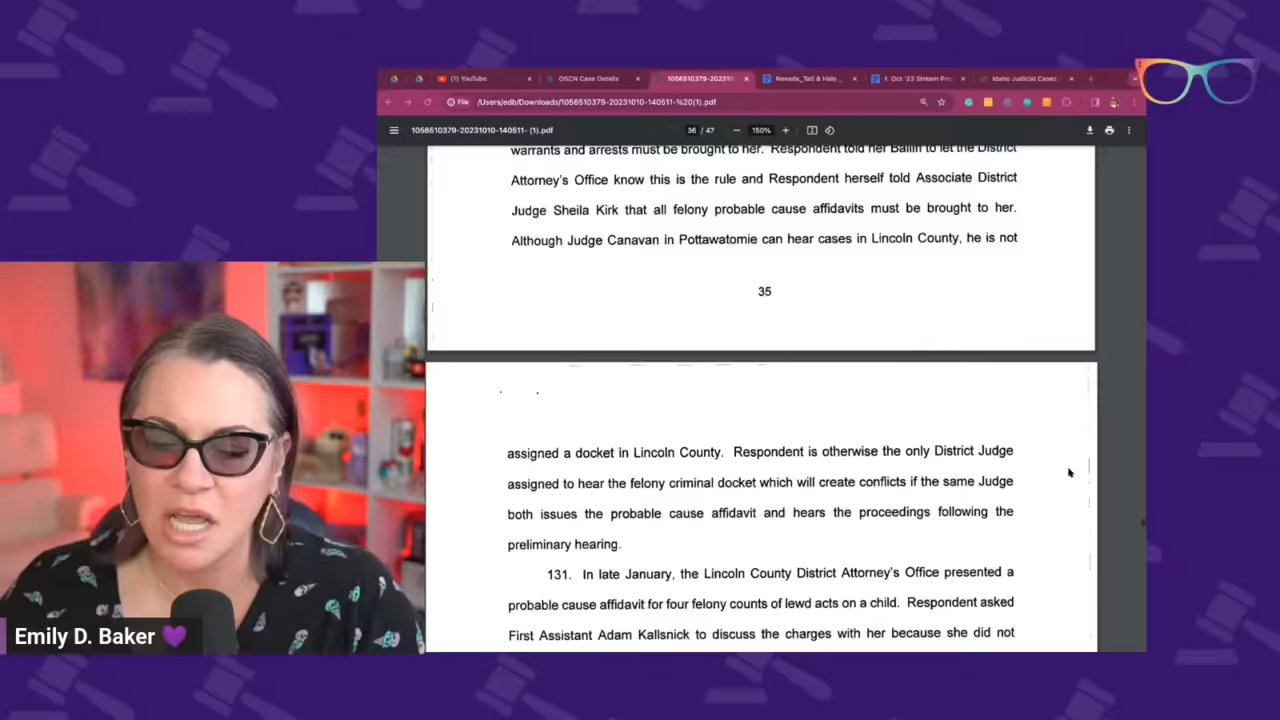 (1) YouTube
OSCN Case Details
1056510379-202310
Nevada_Tati & Halo_
1. Oct '23 Stream Pre
Idaho Judicial Cases
File /Users/edb/Downloads/1056510379-20231010-140511-%20(1).pdf
1056510379-20231010-140511- (1).pdf
36 / 47
150%
warrants and arrests must be brought to her. Respondent told her Bailiff to let the District
Attorney's Office know this is the rule and Respondent herself told Associate District
Judge Sheila Kirk that all felony probable cause affidavits must be brought to her.
Although Judge Canavan in Pottawatomie can hear cases in Lincoln County, he is not
35
assigned a docket in Lincoln County. Respondent is otherwise the only District Judge
assigned to hear the felony criminal docket which will create conflicts if the same Judge
both issues the probable cause affidavit and hears the proceedings following the
preliminary hearing.
131. In late January, the Lincoln County District Attorney's Office presented a
probable cause affidavit for four felony counts of lewd acts on a child. Respondent asked
First Assistant Adam Kallsnick to discuss the charges with her because she did not
Emily D. Baker 💜